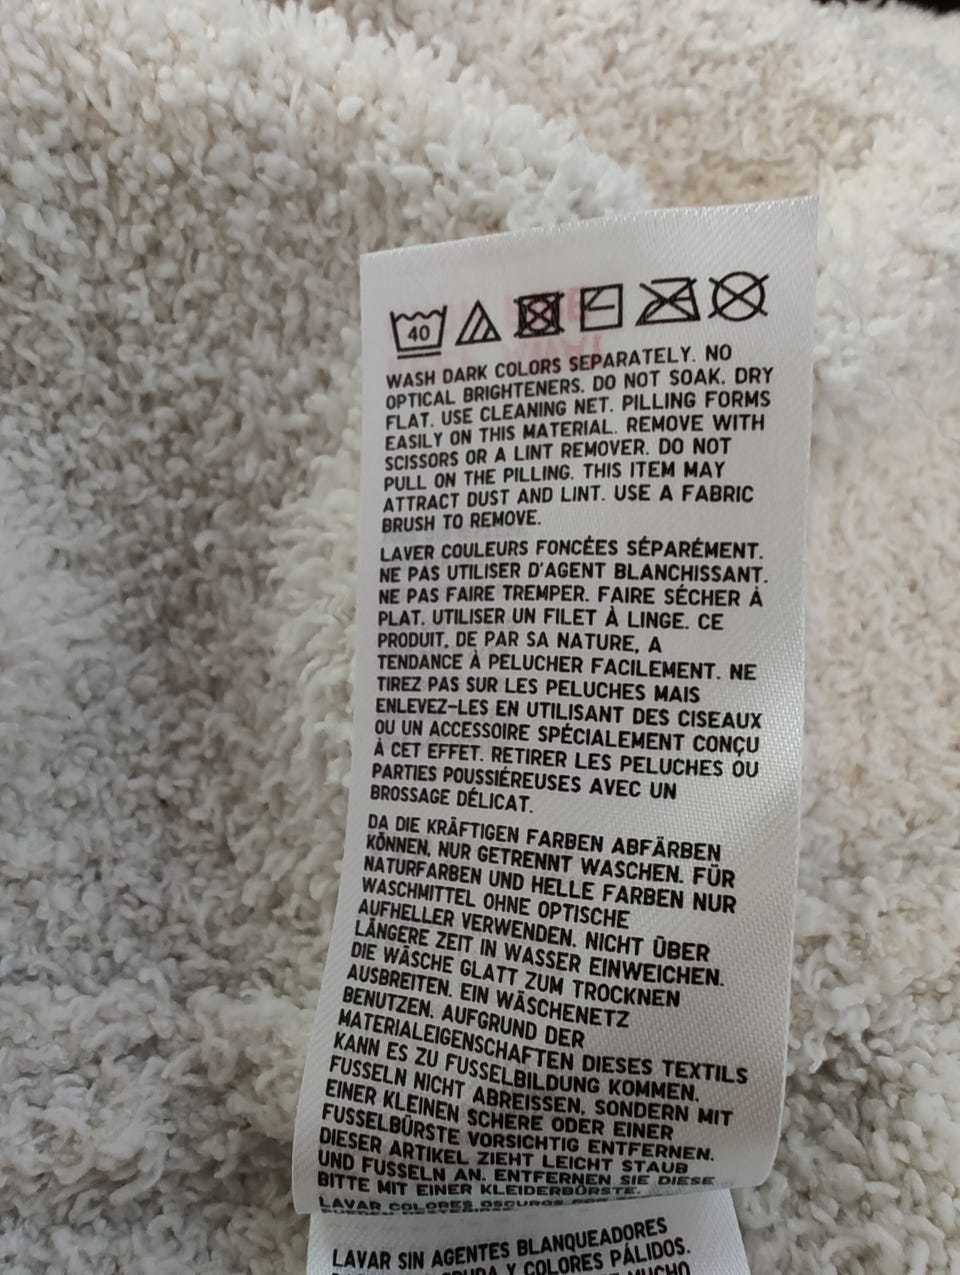 40
WASH DARK COLORS SEPARATELY. NO
OPTICAL BRIGHTENERS. DO NOT SOAK. DRY
FLAT. USE CLEANING NET. PILLING FORMS
EASILY ON THIS MATERIAL. REMOVE WITH
SCISSORS OR A LINT REMOVER. DO NOT
PULL ON THE PILLING. THIS ITEM MAY
ATTRACT DUST AND LINT. USE A FABRIC
BRUSH TO REMOVE.
LAVER COULEURS FONCÉES SÉPARÉMENT.
NE PAS UTILISER D'AGENT BLANCHISSANT.
NE PAS FAIRE TREMPER. FAIRE SÉCHER À
PLAT. UTILISER UN FILET À LINGE. CE
PRODUIT, DE PAR SA NATURE, A
TENDANCE À PELUCHER FACILEMENT. NE
TIREZ PAS SUR LES PELUCHES MAIS
ENLEVEZ-LES EN UTILISANT DES CISEAUX
OU UN ACCESSOIRE SPÉCIALEMENT CONÇU
À CET EFFET. RETIRER LES PELUCHES OU
PARTIES POUSSIÉREUSES AVEC UN
BROSSAGE DÉLICAT.
DA DIE KRÄFTIGEN FARBEN ABFÄRBEN
KÖNNEN, NUR GETRENNT WASCHEN. FÜR
NATURFARBEN UND HELLE FARBEN NUR
WASCHMITTEL OHNE OPTISCHE
AUFHELLER VERWENDEN. NICHT ÜBER
LÄNGERE ZEIT IN WASSER EINWEICHEN.
DIE WÄSCHE GLATT ZUM TROCKNEN
AUSBREITEN. EIN WÄSCHENETZ
BENUTZEN. AUFGRUND DER
MATERIALEIGENSCHAFTEN DIESES TEXTILS
KANN ES ZU FUSSELBILDUNG KOMMEN.
FUSSELN NICHT ABREISSEN, SONDERN MIT
EINER KLEINEN SCHERE ODER EINER
FUSSELBÜRSTE VORSICHTIG ENTFERNEN.
DIESER ARTIKEL ZIEHT LEICHT STAUB
UND FUSSELN AN. ENTFERNEN SIE DIESE
BITTE MIT EINER KLEIDERBÜRSTE.
LAVAR COLORES OSCUROS
LAVAR SIN AGENTES BLANQUEADORES
Y COLORES PÁLIDOS.
MUCHO